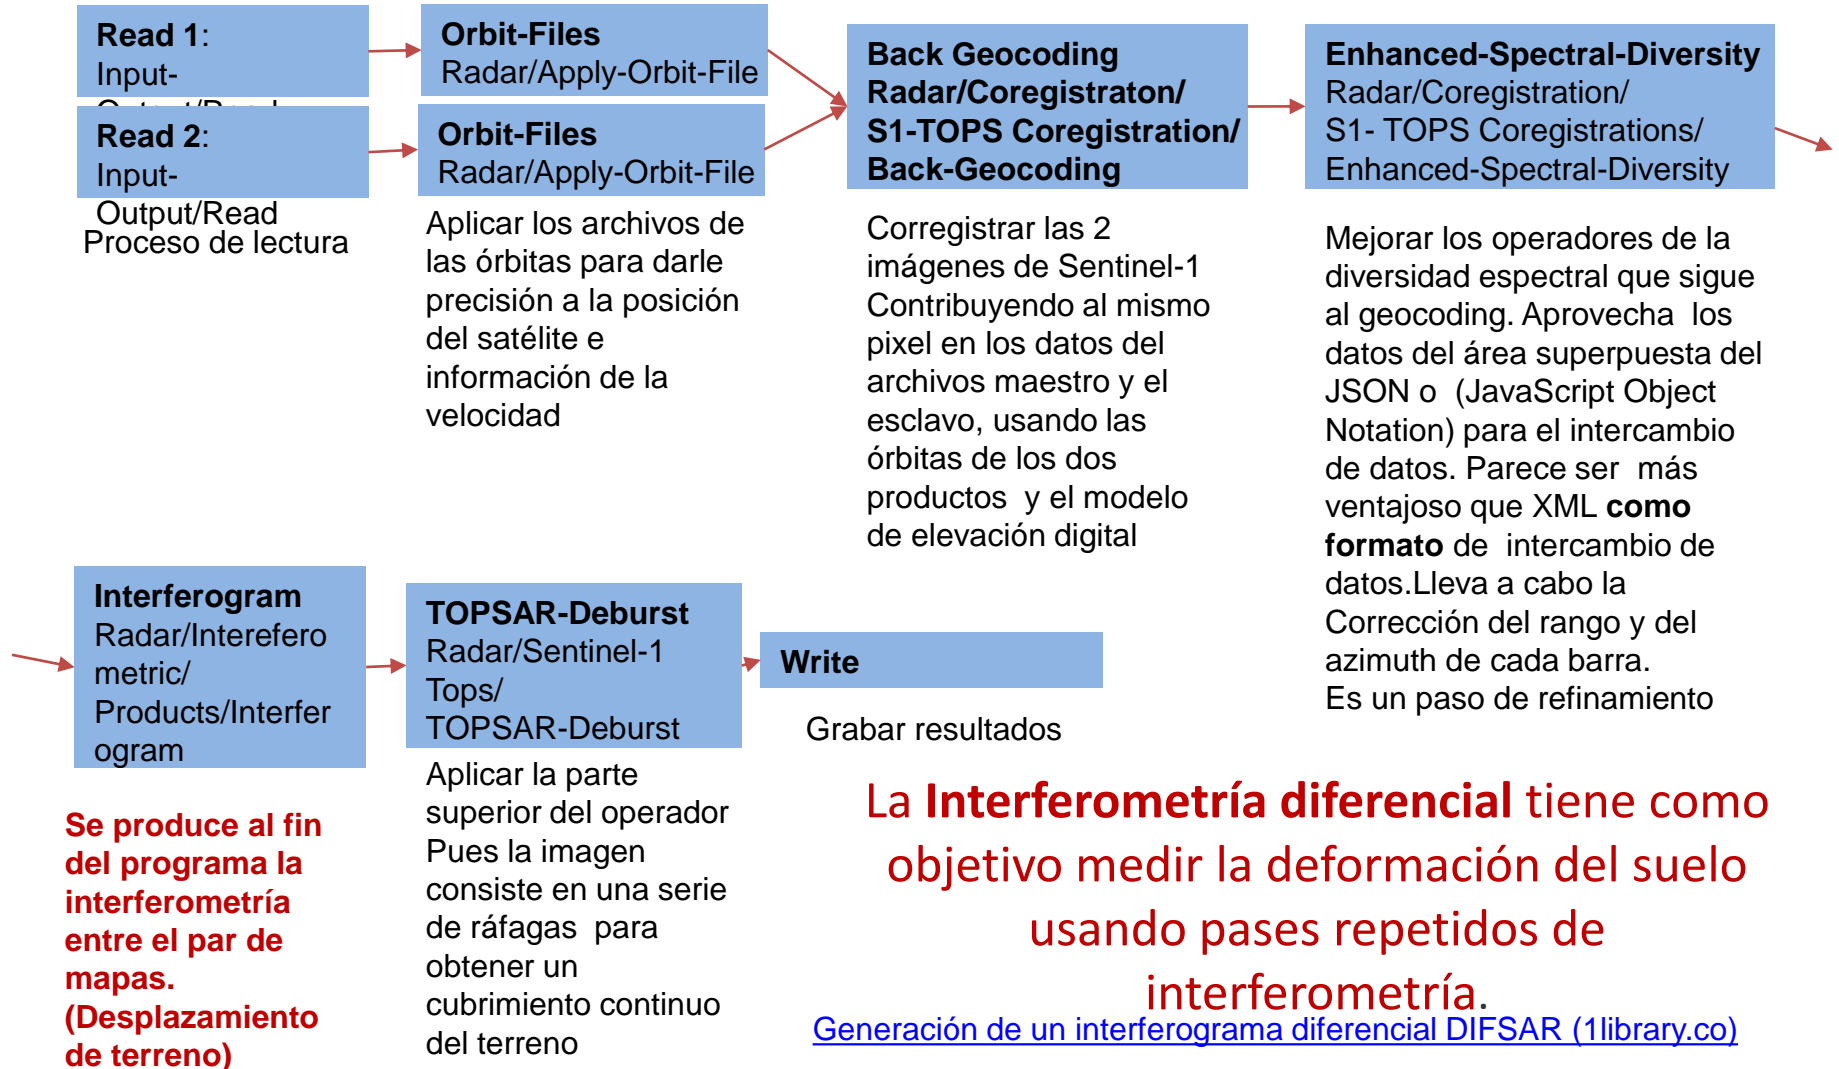 Read 1:
Input-
Output/Read
Orbit-Files
Radar/Apply-Orbit-File
Read 2:
Input-
Output/Read
Proceso de lectura
Orbit-Files
Radar/Apply-Orbit-File
Aplicar los archivos de
las órbitas para darle
precisión a la posición
del satélite e
información de la
velocidad
Back Geocoding
Radar/Coregistraton/
S1-TOPS Coregistration/
Back-Geocoding
Corregistrar las 2
imágenes de Sentinel-1
Contribuyendo al mismo
pixel en los datos del
archivos maestro y el
esclavo, usando las
órbitas de los dos
productos y el modelo
de elevación digital
Enhanced-Spectral-Diversity
Radar/Coregistration/
S1- TOPS Coregistrations/
Enhanced-Spectral-Diversity
Mejorar los operadores de la
diversidad espectral que sigue
al geocoding. Aprovecha los
datos del área superpuesta del
JSON o (JavaScript Object
Notation) para el intercambio
de datos. Parece ser más
ventajoso que XML como
formato de intercambio de
datos.Lleva a cabo la
Corrección del rango y del
azimuth de cada barra.
Es un paso de refinamiento
Interferogram
Radar/Interefero
metric/
Products/Interfer
ogram
Se produce al fin
del programa la
interferometría
entre el par de
mapas.
(Desplazamiento
de terreno)
TOPSAR-Deburst
Radar/Sentinel-1
Tops/
TOPSAR-Deburst
Aplicar la parte
superior del operador
Pues la imagen
consiste en una serie
de ráfagas para
obtener un
cubrimiento continuo
del terreno
Write
Grabar resultados
La Interferometría diferencial tiene como
objetivo medir la deformación del suelo
usando pases repetidos de
interferometría.
Generación de un interferograma diferencial DIFSAR (1library.co)